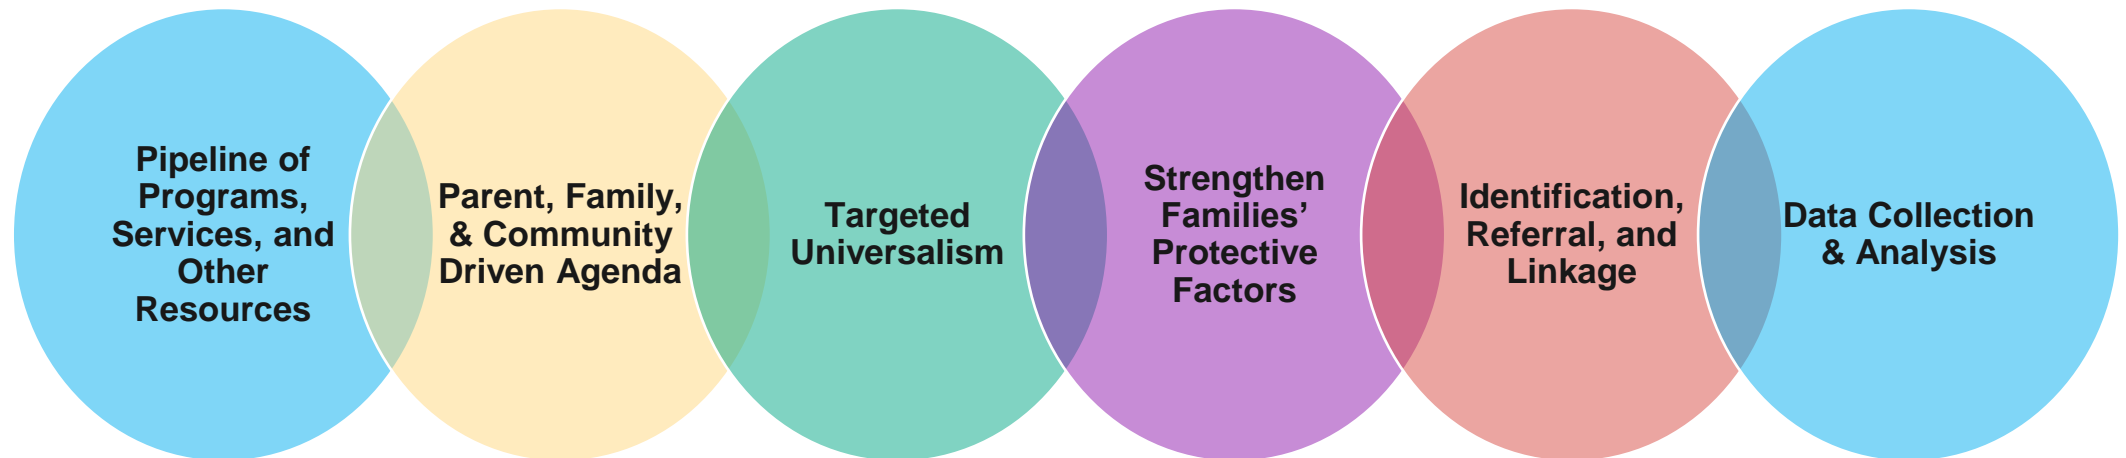 Pipeline of
Programs,
Services, and
Other
Resources
Parent, Family,
& Community
Driven Agenda
Targeted
Universalism
Strengthen
Families’
Protective
Factors
Identification,
Referral, and
Linkage
Data Collection
& Analysis